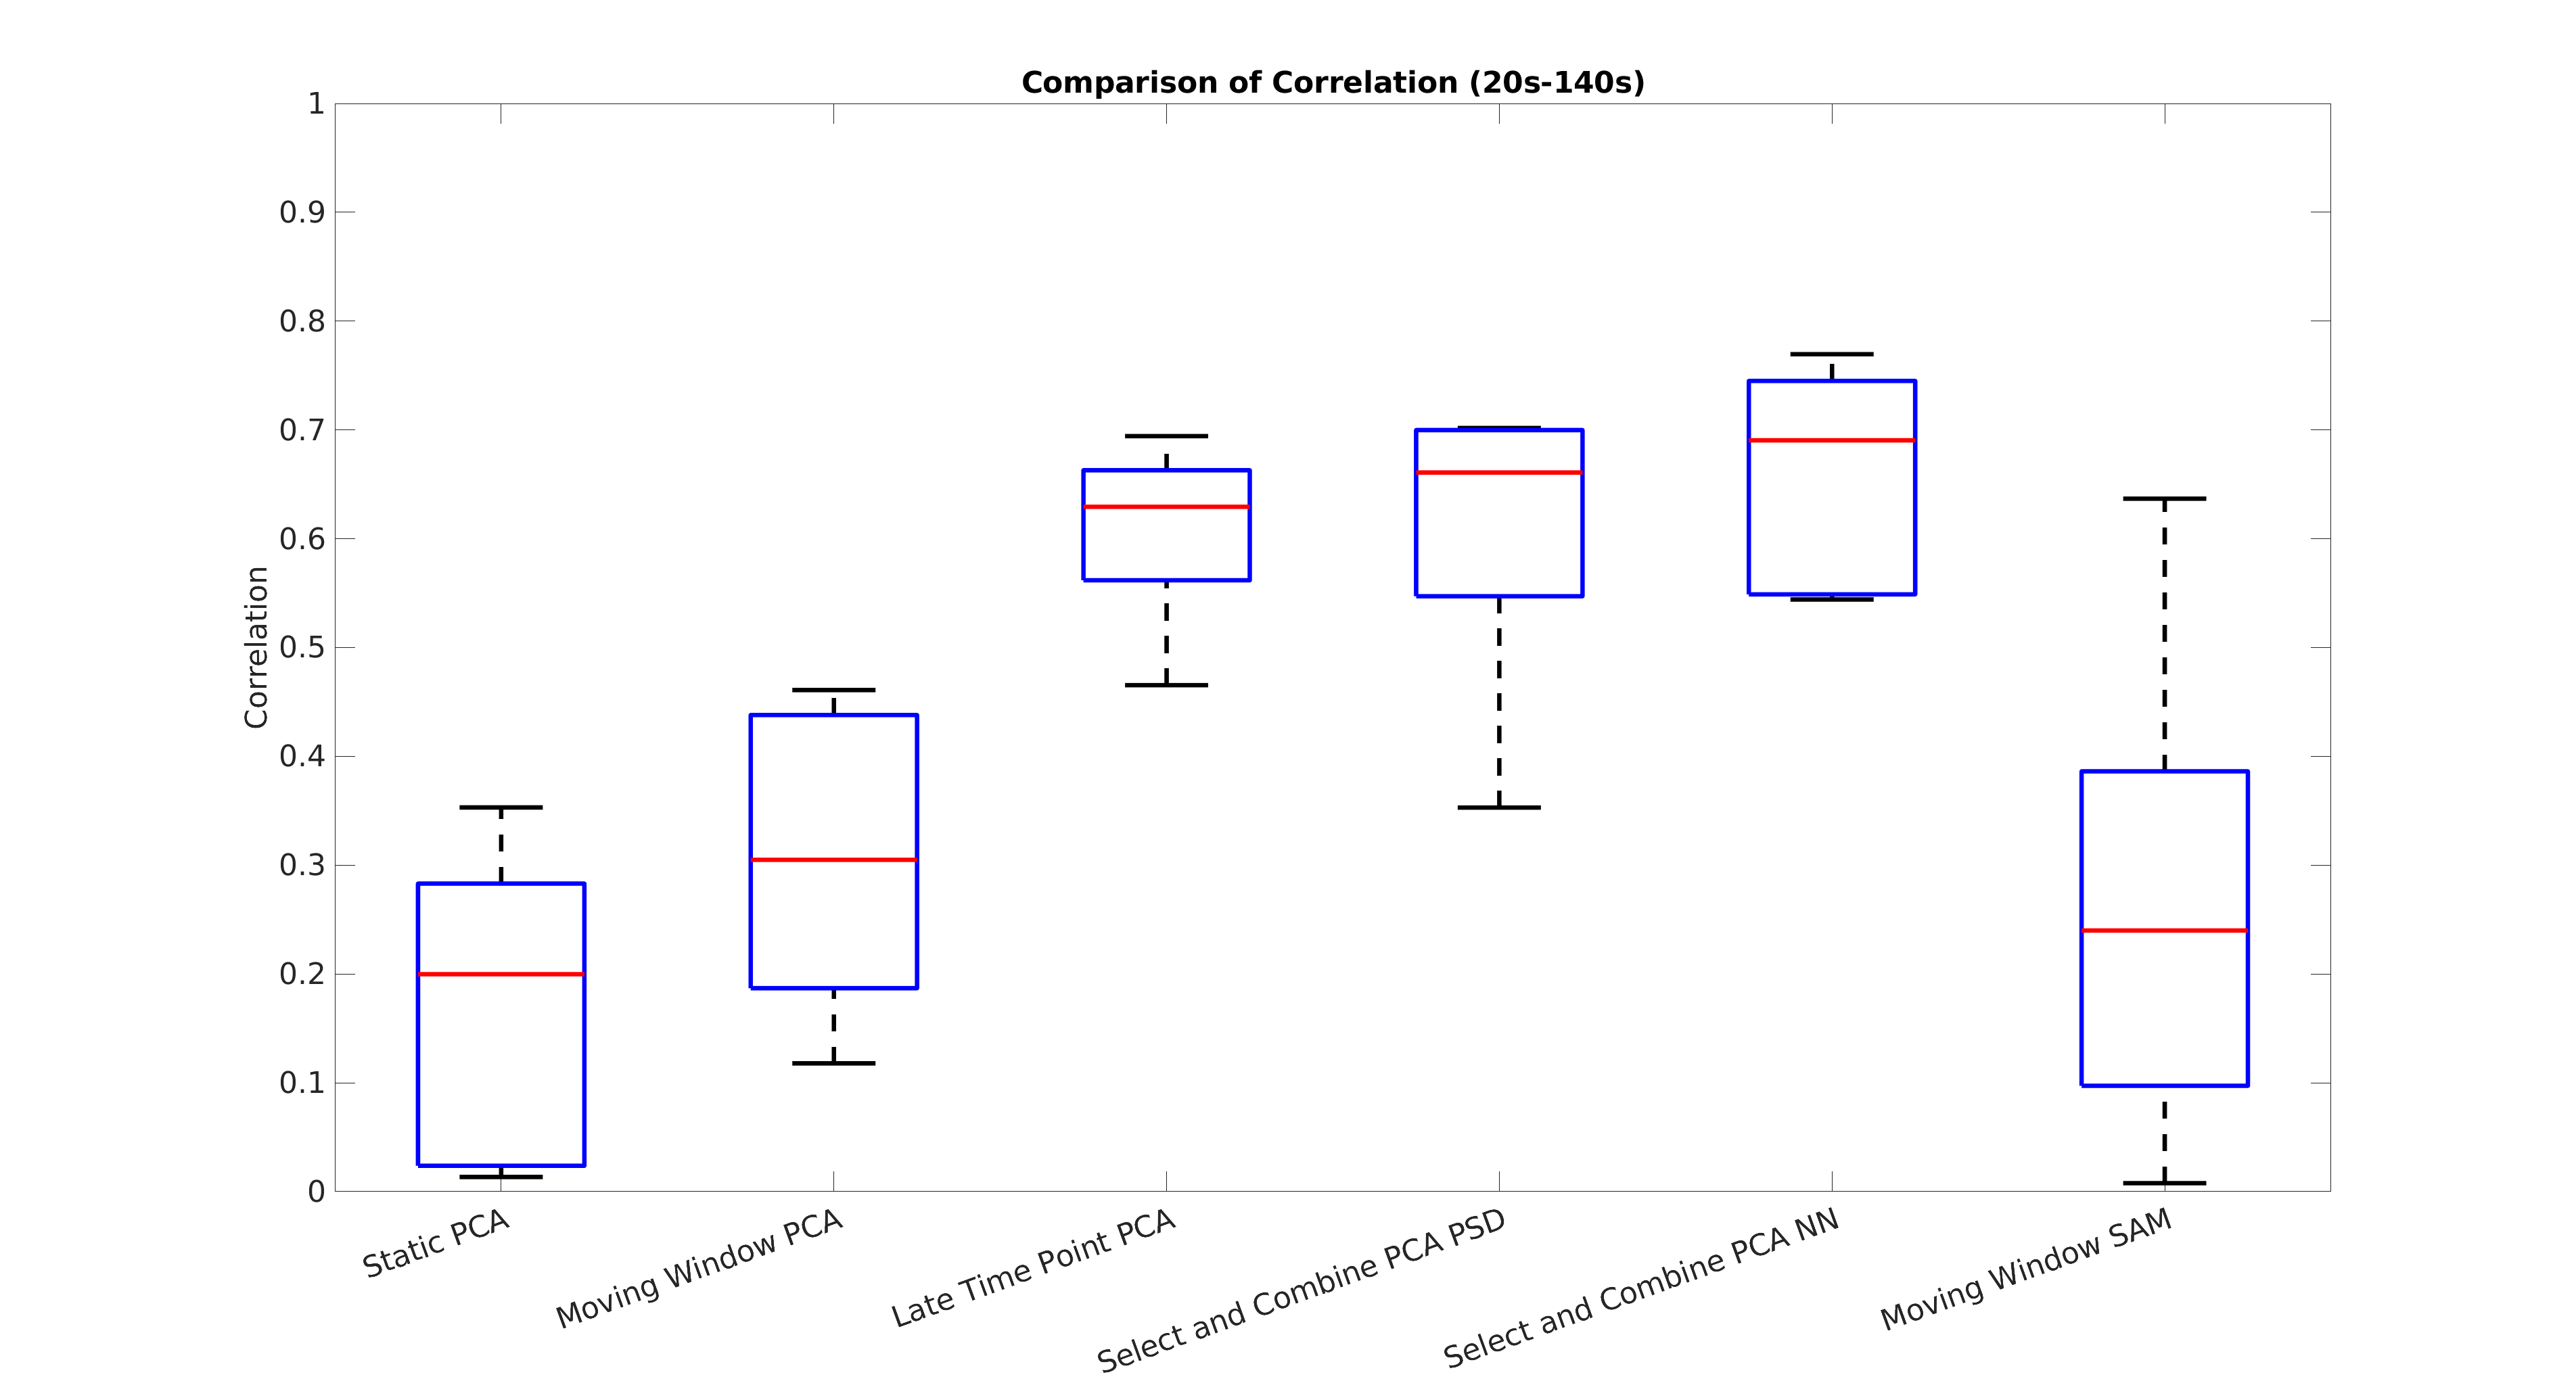 Comparison of Correlation (20s-140s)
1
0.9
0.8
0.7
0.6
0.5
0.4
0.3
0.2
0.1
0
Correlation
Static PCA
Moving Window PCA
Late Time Point PCA
Select and Combine PCA PSD
Select and Combine PCA NN
Moving Window SAM